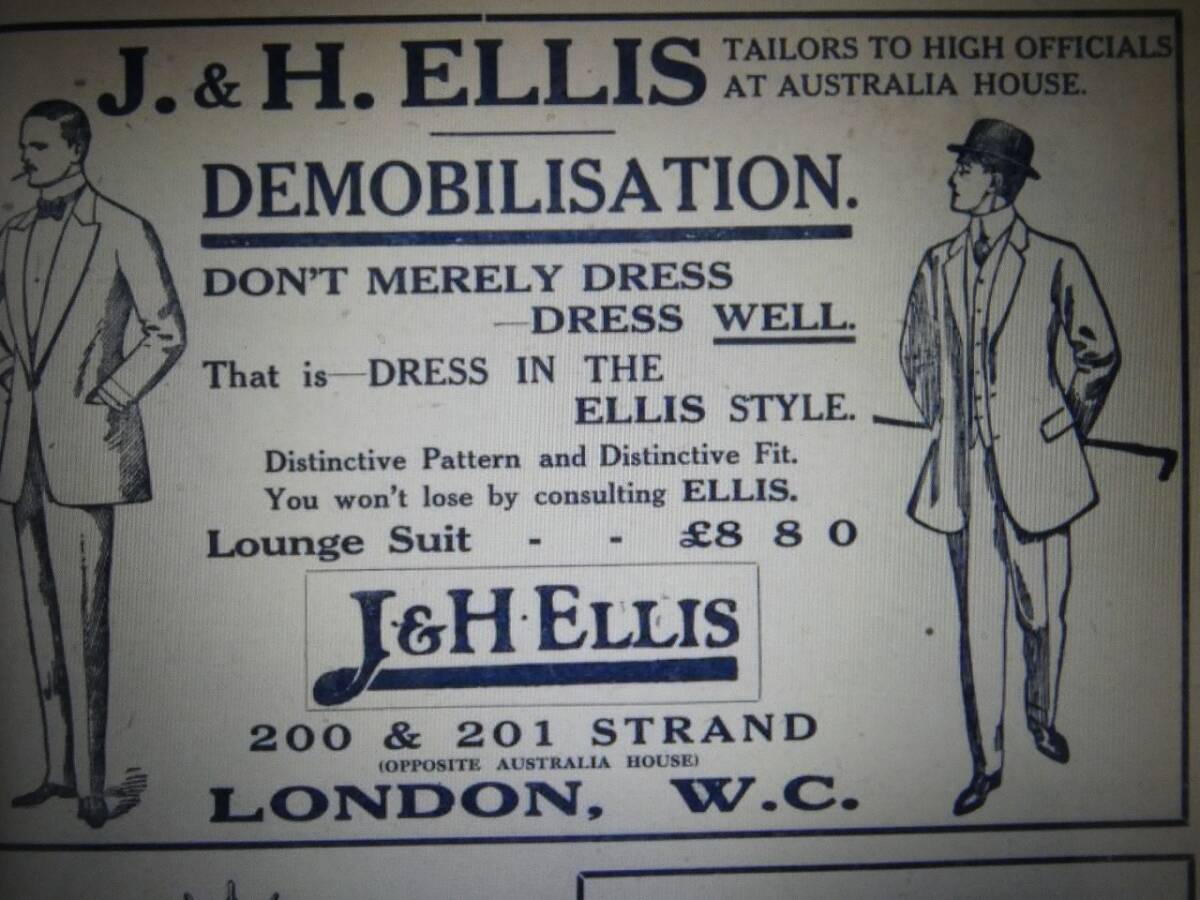 J. & H. ELLIS
TAILORS TO HIGH OFFICIALS
AT AUSTRALIA HOUSE.
DEMOBILISATION.
DON'T MERELY DRESS
—DRESS WELL.
That is—DRESS IN THE
ELLIS STYLE.
Distinctive Pattern and Distinctive Fit.
You won't lose by consulting ELLIS.
Lounge Suit - - £8 8 0
J·&H·ELLIS
200 & 201 STRAND
(OPPOSITE AUSTRALIA HOUSE)
LONDON, W.C.